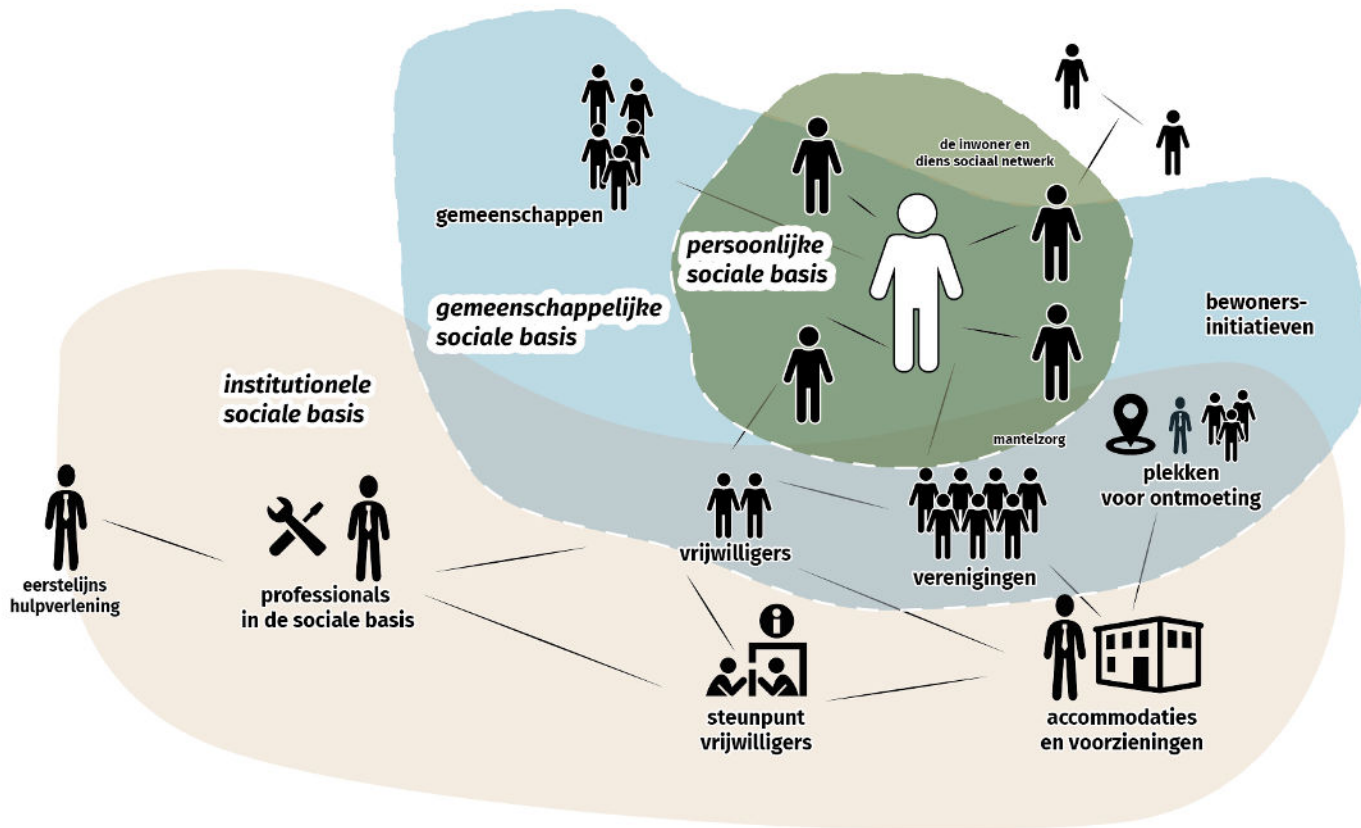 de inwoner en
diens sociaal netwerk
gemeenschappen
persoonlijke
sociale basis
gemeenschappelijke
sociale basis
bewoners-
initiatieven
institutionele
sociale basis
mantelzorg
plekken
voor ontmoeting
vrijwilligers
verenigingen
eerstelijns
hulpverlening
professionals
in de sociale basis
steunpunt
vrijwilligers
accommodaties
en voorzieningen